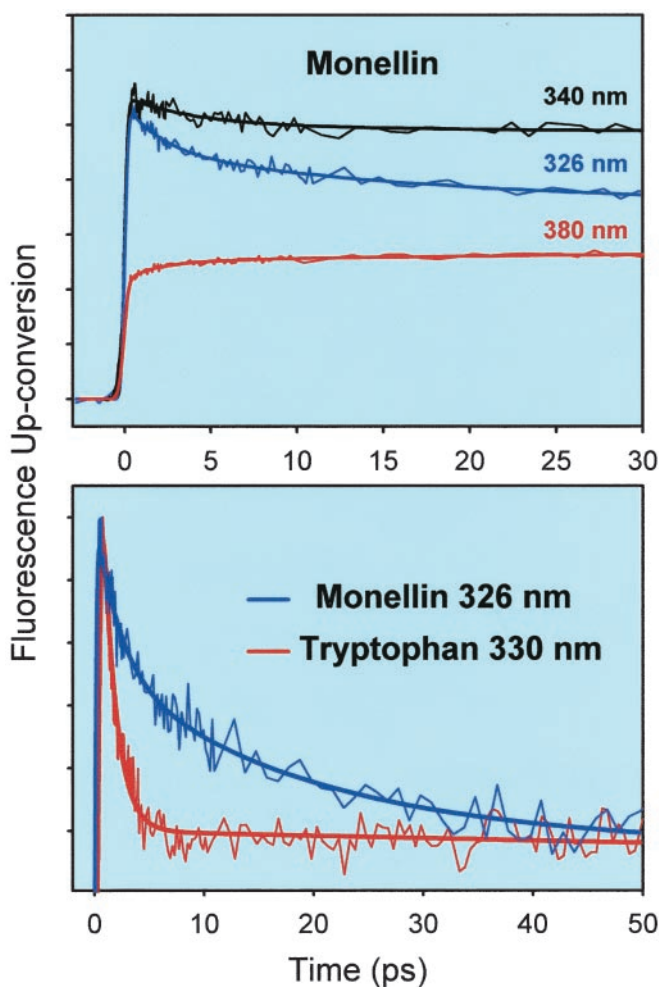 Fluorescence Up-conversion
Monellin
340 nm
326 nm
380 nm
0 5 10 15 20 25 30
Monellin 326 nm
Tryptophan 330 nm
0 10 20 30 40 50
Time (ps)